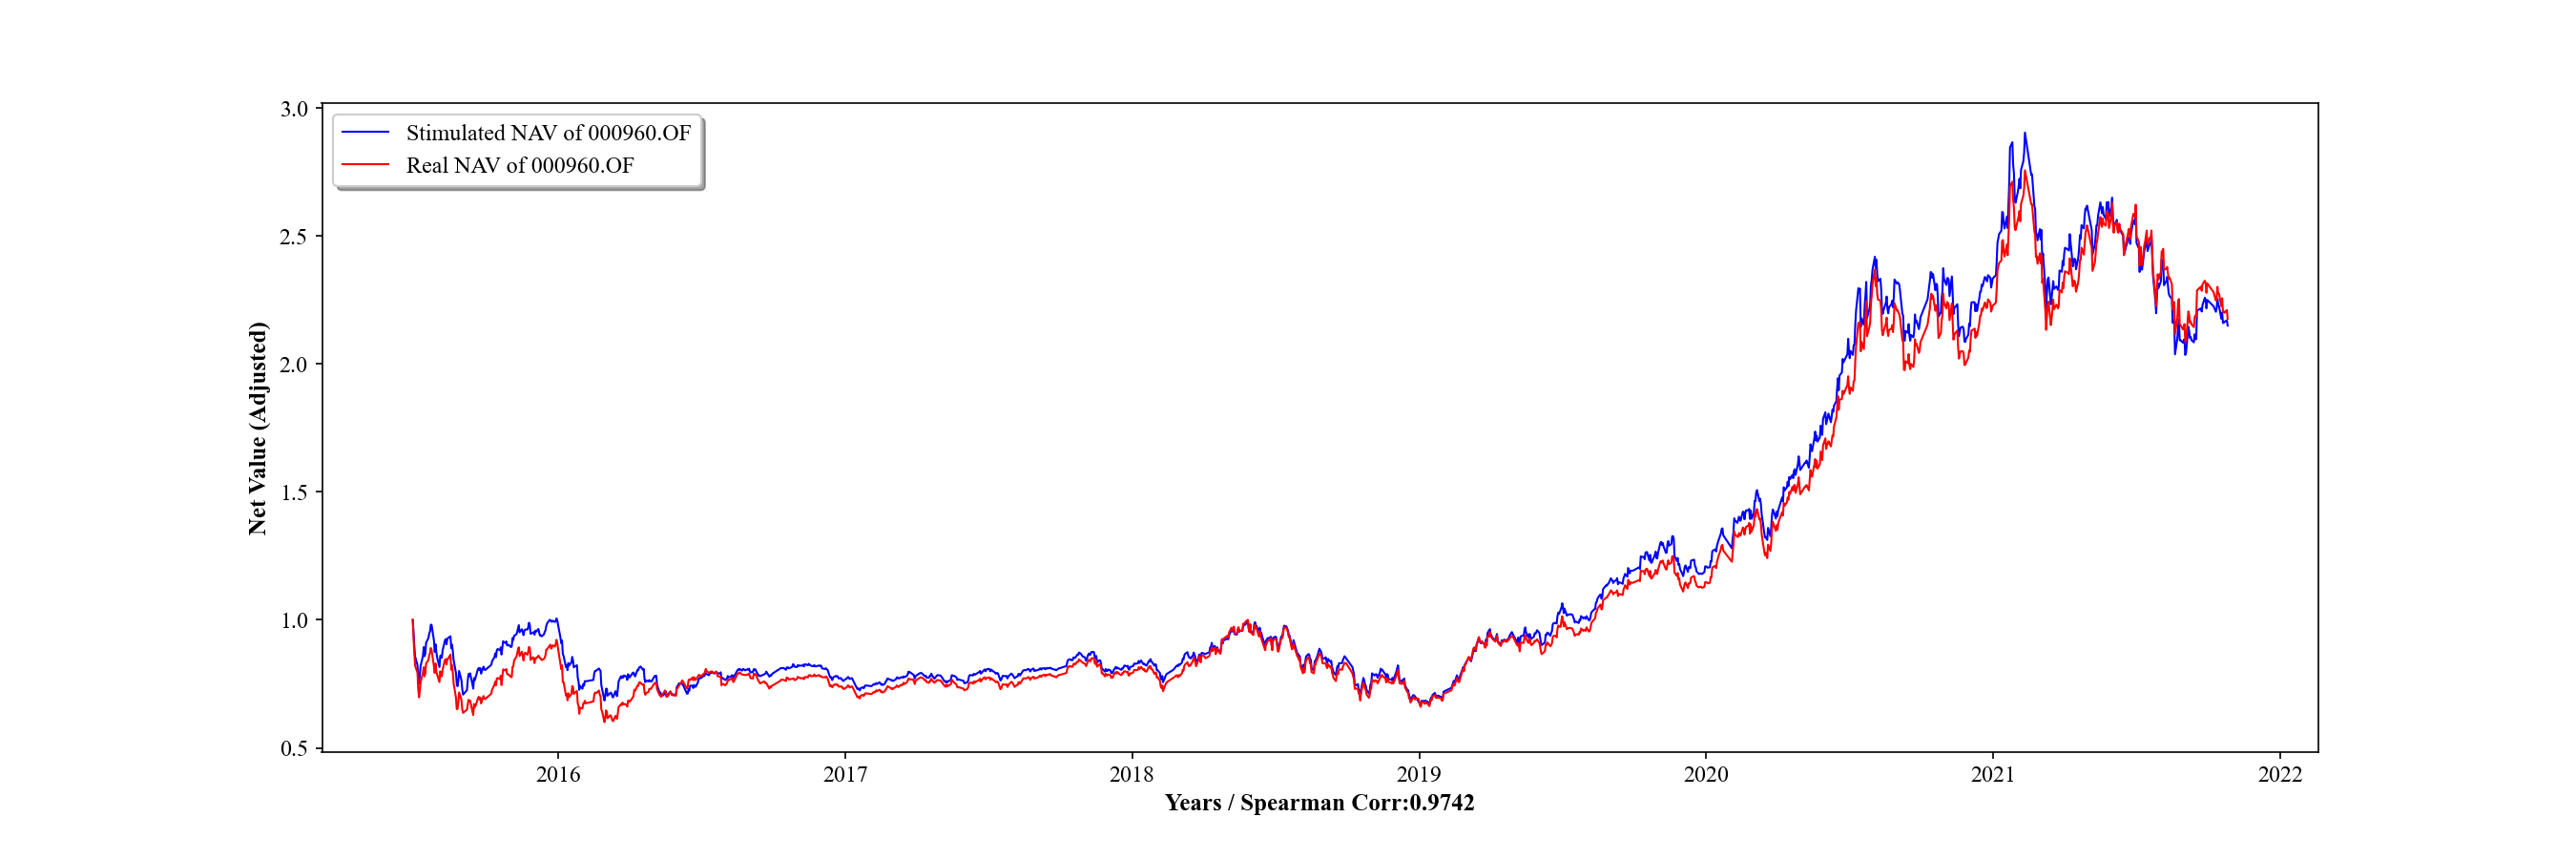 Stimulated NAV of 000960.OF
Real NAV of 000960.OF
3.0
2.5
2.0
1.5
1.0
0.5
Net Value (Adjusted)
2016 2017 2018 2019 2020 2021 2022
Years / Spearman Corr:0.9742